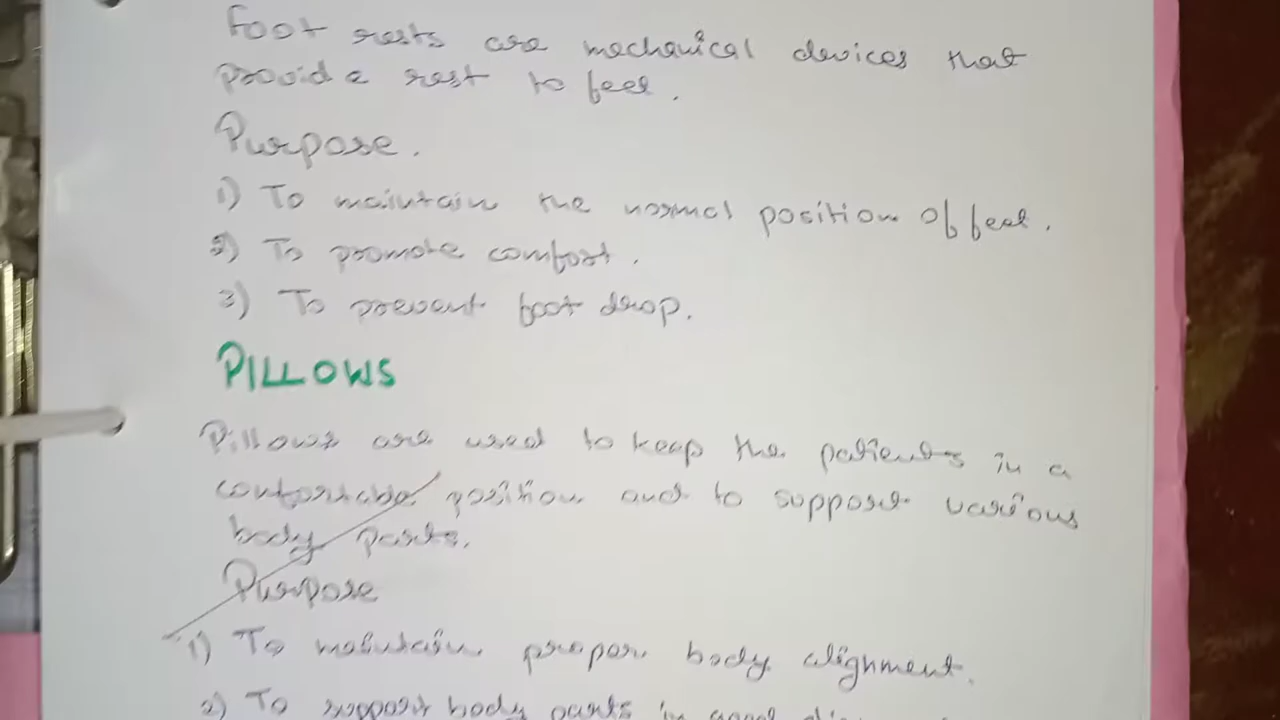 Foot rests are mechanical devices that
provide rest to feet.
Purpose.
1) To maintain the normal position of feet.
2) To promote comfort.
3) To prevent foot drop.
PILLOWS
Pillows are used to keep the patients in a
comfortable position and to support various
body parts.
Purpose
1) To maintain proper body alignment.
2) To support body parts in good